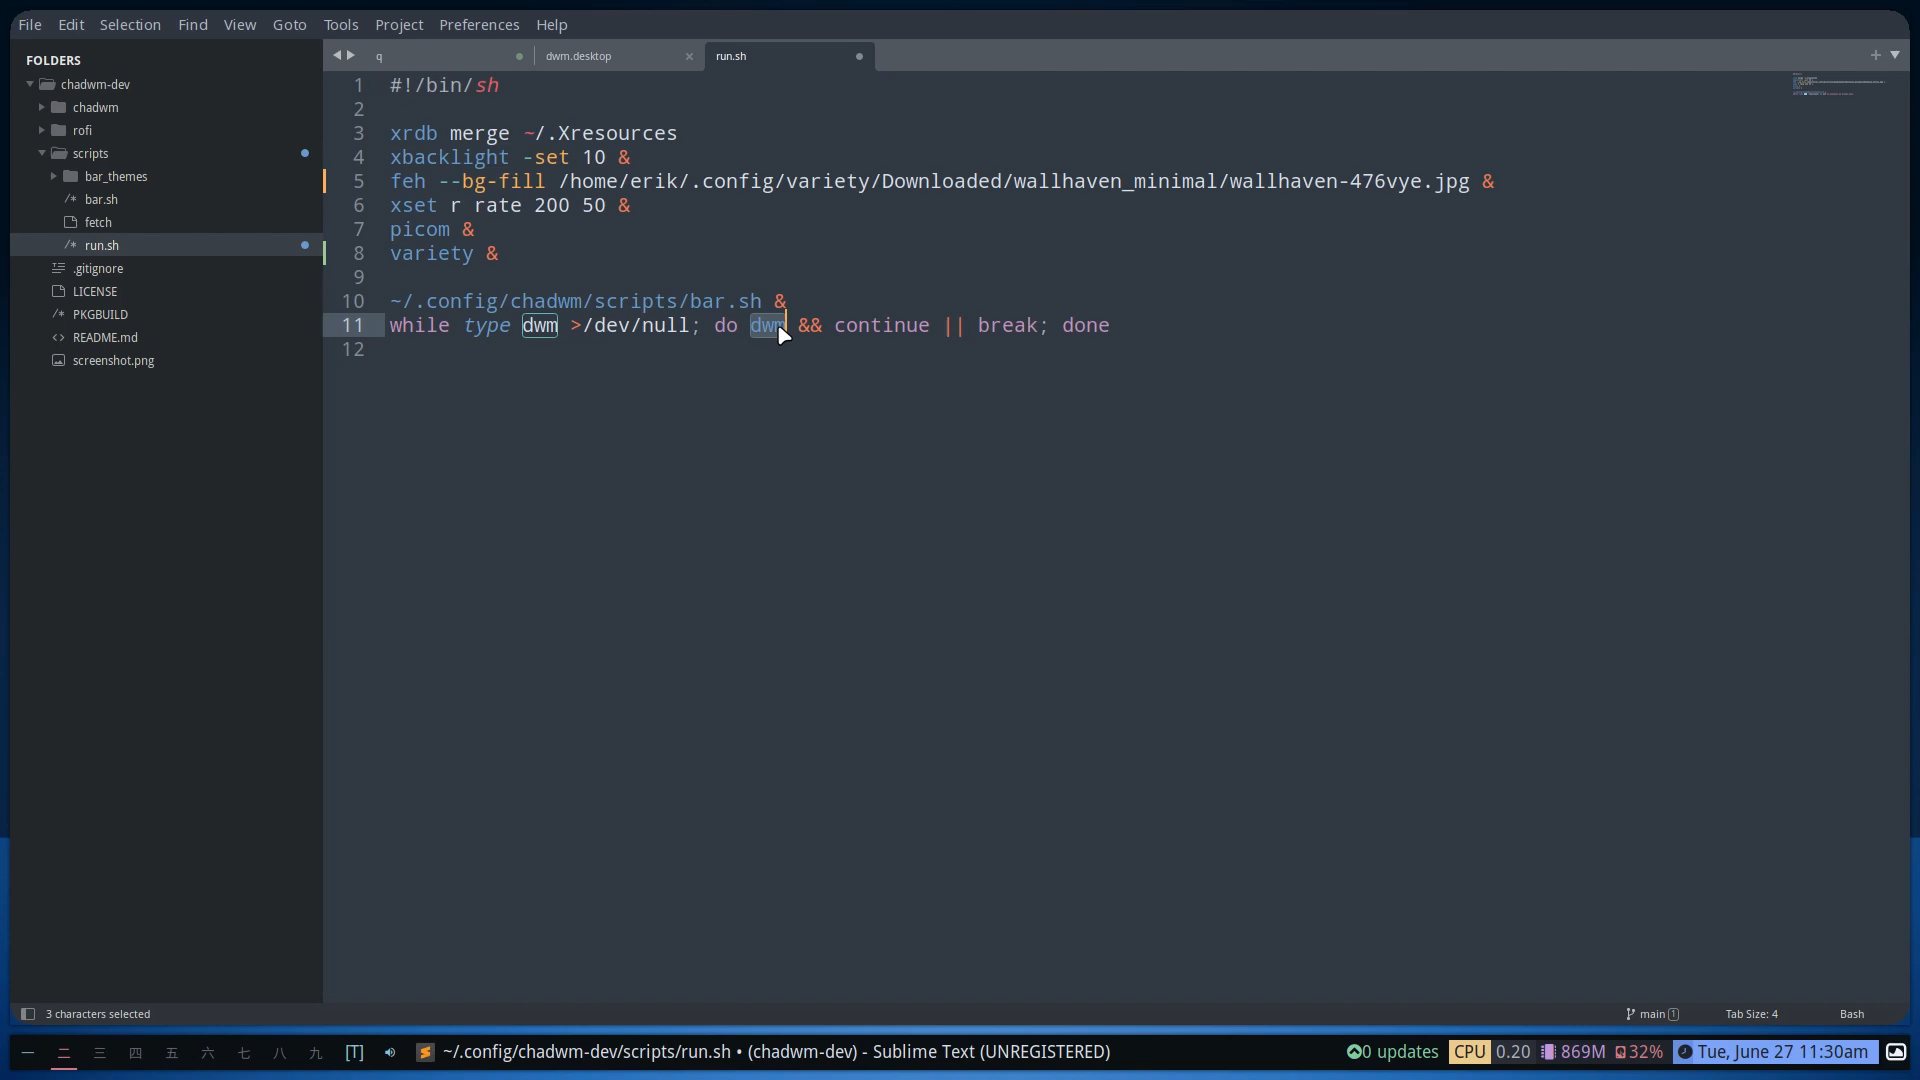 File Edit Selection Find View Goto Tools Project Preferences Help
FOLDERS
chadwm-dev
chadwm
rofi
scripts
bar_themes
/* bar.sh
fetch
/* run.sh
.gitignore
LICENSE
/* PKGBUILD
<> README.md
screenshot.png
q dwm.desktop × run.sh
1 #!/bin/sh
2
3 xrdb merge ~/.Xresources
4 xbacklight -set 10 &
5 feh --bg-fill /home/erik/.config/variety/Downloaded/wallhaven_minimal/wallhaven-476vye.jpg &
6 xset r rate 200 50 &
7 picom &
8 variety &
9
10 ~/.config/chadwm/scripts/bar.sh &
11 while type dwm >/dev/null; do dwm && continue || break; done
12
3 characters selected main 1 Tab Size: 4 Bash
一 二 三 四 五 六 七 八 九 [T] ~/.config/chadwm-dev/scripts/run.sh • (chadwm-dev) - Sublime Text (UNREGISTERED) 0 updates CPU 0.20 869M 32% Tue, June 27 11:30am